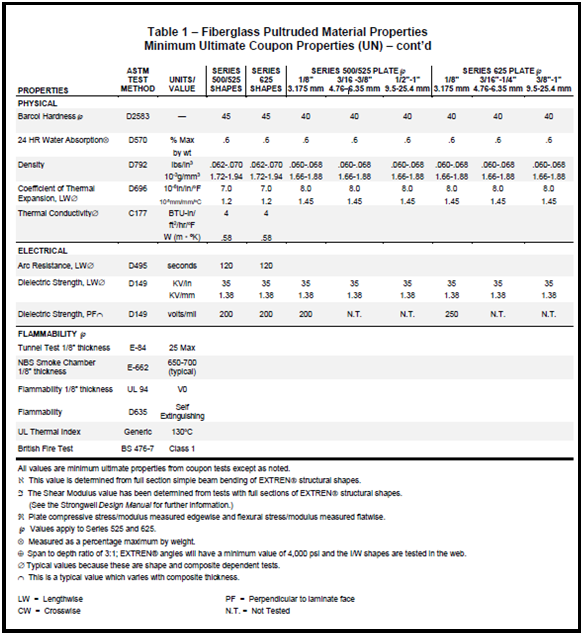 Table 1 – Fiberglass Pultruded Material Properties
Minimum Ultimate Coupon Properties (UN) – cont'd
PROPERTIES ASTM TEST METHOD UNITS/ VALUE SERIES 500/525 SHAPES SERIES 625 SHAPES SERIES 500/525 PLATE ℘ 1/8" 3.175 mm 3/16 -3/8" 4.76–6.35 mm 1/2"-1" 9.5-25.4 mm SERIES 625 PLATE ℘ 1/8" 3.175 mm 3/16"-1/4" 4.76-6.35 mm 3/8"-1" 9.5-25.4 mm
PHYSICAL
Barcol Hardness ℘ D2583 — 45 45 40 40 40 40 40 40
24 HR Water Absorption⊗ D570 % Max .6 .6 .6 .6 .6 .6 .6 .6
by wt
Density D792 lbs/in³ .062-.070 .062-.070 .060-.068 .060-.068 .060-.068 .060-.068 .060-.068 .060-.068
10⁻³g/mm³ 1.72-1.94 1.72-1.94 1.66-1.88 1.66-1.88 1.66-1.88 1.66-1.88 1.66-1.88 1.66-1.88
Coefficient of Thermal D696 10⁻⁶in/in/°F 7.0 7.0 8.0 8.0 8.0 8.0 8.0 8.0
Expansion, LW∅ 10⁻⁶mm/mm/°C 1.2 1.2 1.45 1.45 1.45 1.45 1.45 1.45
Thermal Conductivity∅ C177 BTU-in/ 4 4
ft²/hr/°F
W (m · °K) .58 .58
ELECTRICAL
Arc Resistance, LW∅ D495 seconds 120 120
Dielectric Strength, LW∅ D149 KV/in 35 35 35 35 35 35 35 35
KV/mm 1.38 1.38 1.38 1.38 1.38 1.38 1.38 1.38
Dielectric Strength, PF∩ D149 volts/mil 200 200 200 N.T. N.T. 250 N.T. N.T.
FLAMMABILITY ℘
Tunnel Test 1/8" thickness E-84 25 Max
NBS Smoke Chamber 1/8" thickness E-662 650-700 (typical)
Flammability 1/8" thickness UL 94 V0
Flammability D635 Self Extinguishing
UL Thermal Index Generic 130°C
British Fire Test BS 476-7 Class 1
All values are minimum ultimate properties from coupon tests except as noted.
ℵ This value is determined from full section simple beam bending of EXTREN® structural shapes.
ℑ The Shear Modulus value has been determined from tests with full sections of EXTREN® structural shapes.
(See the Strongwell Design Manual for further information.)
ℜ Plate compressive stress/modulus measured edgewise and flexural stress/modulus measured flatwise.
℘ Values apply to Series 525 and 625.
⊗ Measured as a percentage maximum by weight.
⊕ Span to depth ratio of 3:1; EXTREN® angles will have a minimum value of 4,000 psi and the I/W shapes are tested in the web.
∅ Typical values because these are shape and composite dependent tests.
∩ This is a typical value which varies with composite thickness.
LW = Lengthwise PF = Perpendicular to laminate face
CW = Crosswise N.T. = Not Tested